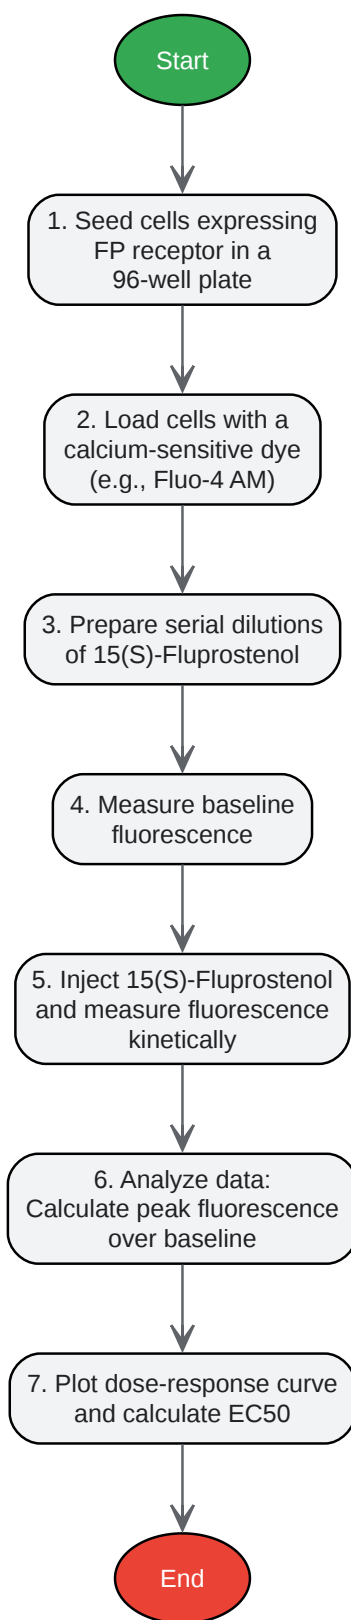 Start
1. Seed cells expressing
FP receptor in a
96-well plate
2. Load cells with a
calcium-sensitive dye
(e.g., Fluo-4 AM)
3. Prepare serial dilutions
of 15(S)-Fluprostenol
4. Measure baseline
fluorescence
5. Inject 15(S)-Fluprostenol
and measure fluorescence
kinetically
6. Analyze data:
Calculate peak fluorescence
over baseline
7. Plot dose-response curve
and calculate EC50
End